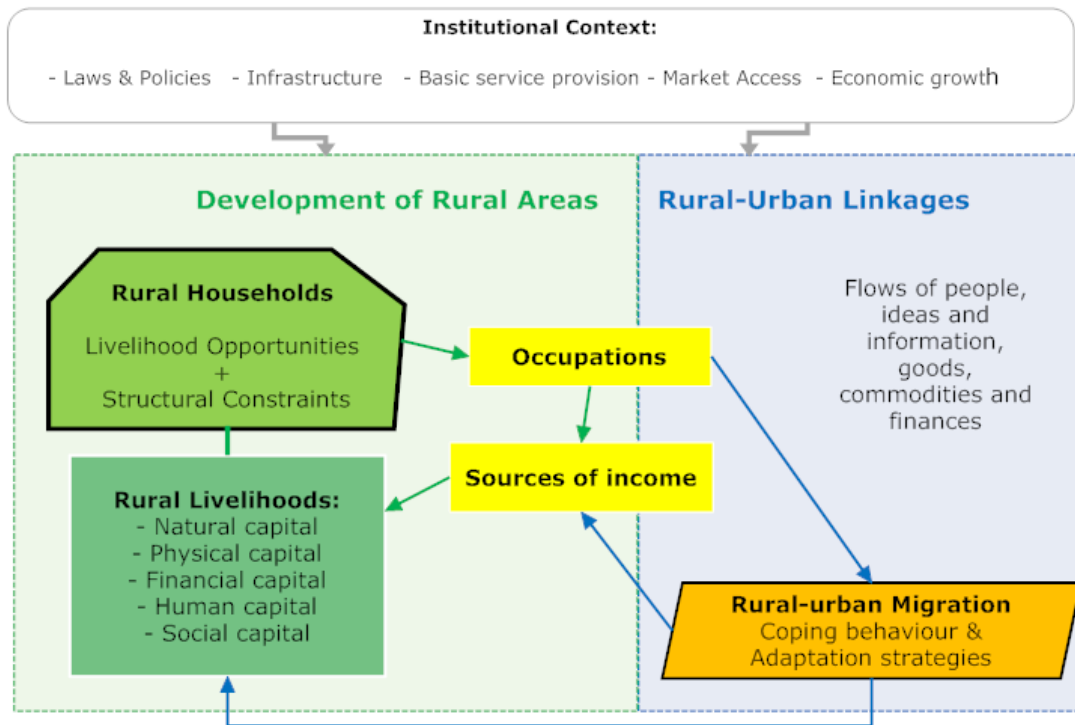 Institutional Context:
- Laws & Policies - Infrastructure - Basic service provision - Market Access - Economic growth
Development of Rural Areas
Rural-Urban Linkages
Rural Households
Livelihood Opportunities
+
Structural Constraints
Occupations
Flows of people,
ideas and
information,
goods,
commodities and
finances
Sources of income
Rural Livelihoods:
- Natural capital
- Physical capital
- Financial capital
- Human capital
- Social capital
Rural-urban Migration
Coping behaviour &
Adaptation strategies